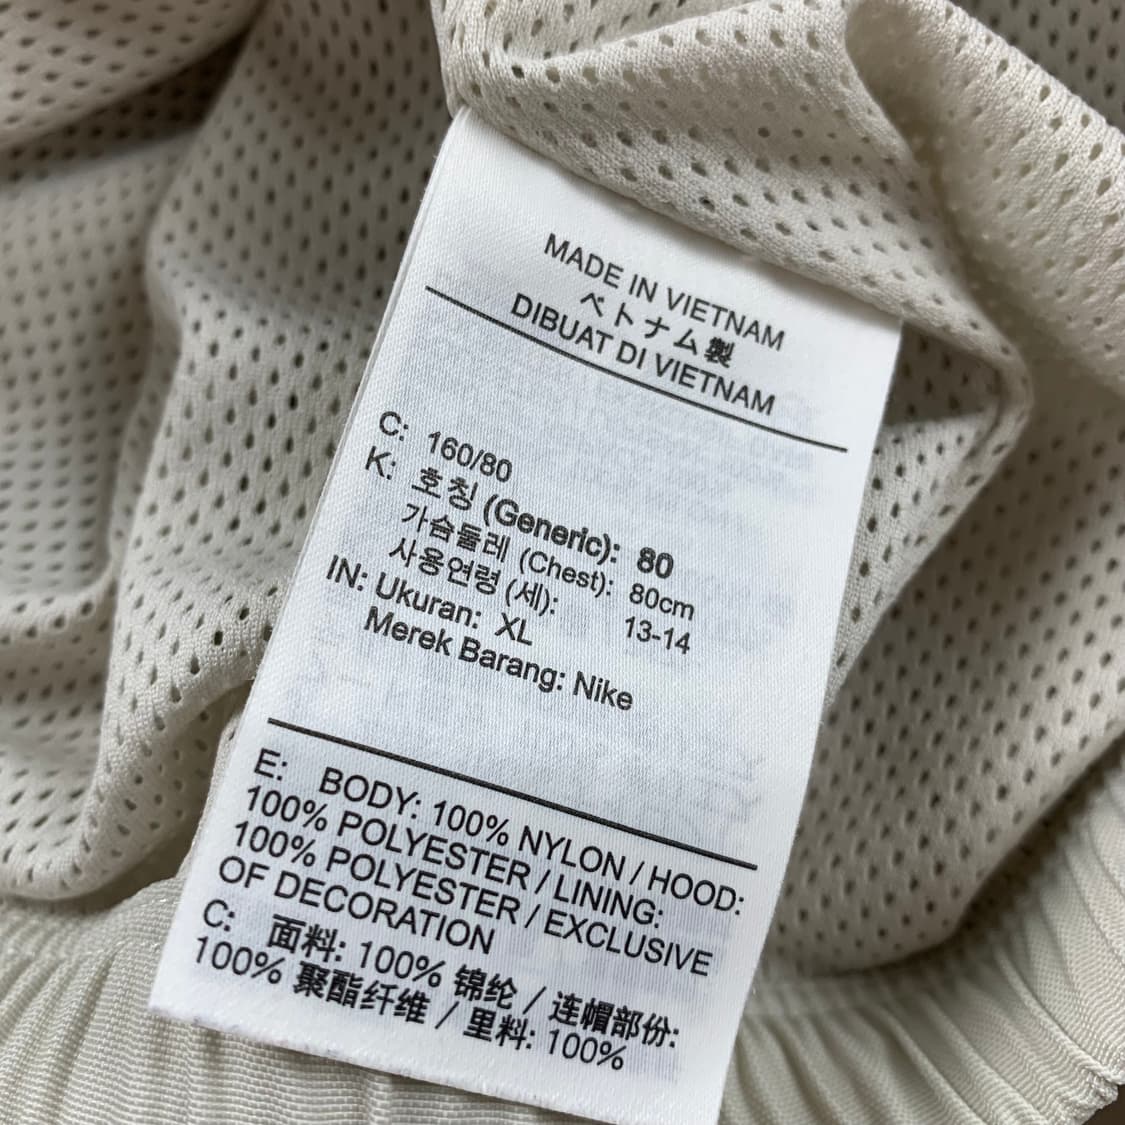 MADE IN VIETNAM
ベトナム製
DIBUAT DI VIETNAM
C: 160/80
K: 호칭 (Generic): 80
가슴둘레 (Chest): 80cm
사용연령 (세): 13-14
IN: Ukuran: XL
Merek Barang: Nike
E: BODY: 100% NYLON / HOOD:
100% POLYESTER / LINING:
100% POLYESTER / EXCLUSIVE
OF DECORATION
C: 面料: 100% 锦纶 / 连帽部份:
100% 聚酯纤维 / 里料: 100%